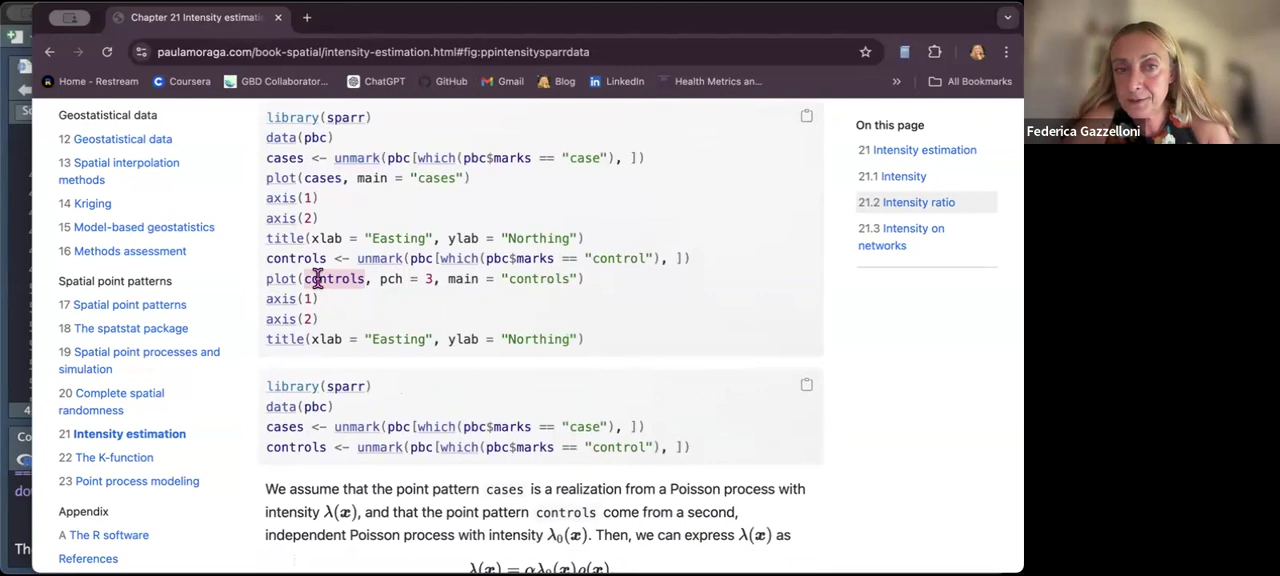 Chapter 21 Intensity estimati
paulamoraga.com/book-spatial/intensity-estimation.html#fig:ppintensitysparrdata
Home - Restream
Coursera
GBD Collaborator...
ChatGPT
GitHub
Gmail
Blog
LinkedIn
Health Metrics an...
»
All Bookmarks
Geostatistical data
12 Geostatistical data
13 Spatial interpolation
methods
14 Kriging
15 Model-based geostatistics
16 Methods assessment
Spatial point patterns
17 Spatial point patterns
18 The spatstat package
19 Spatial point processes and
simulation
20 Complete spatial
randomness
21 Intensity estimation
22 The K-function
23 Point process modeling
Appendix
A The R software
References
library(sparr)
data(pbc)
cases <- unmark(pbc[which(pbc$marks == "case"), ])
plot(cases, main = "cases")
axis(1)
axis(2)
title(xlab = "Easting", ylab = "Northing")
controls <- unmark(pbc[which(pbc$marks == "control"), ])
plot(controls, pch = 3, main = "controls")
axis(1)
axis(2)
title(xlab = "Easting", ylab = "Northing")
library(sparr)
data(pbc)
cases <- unmark(pbc[which(pbc$marks == "case"), ])
controls <- unmark(pbc[which(pbc$marks == "control"), ])
We assume that the point pattern cases is a realization from a Poisson process with
intensity λ(x), and that the point pattern controls come from a second,
independent Poisson process with intensity λ₀(x). Then, we can express λ(x) as
λ(x) = αλ₀(x)ρ(x)
On this page
21 Intensity estimation
21.1 Intensity
21.2 Intensity ratio
21.3 Intensity on
networks
Federica Gazzelloni
Co
do
Th